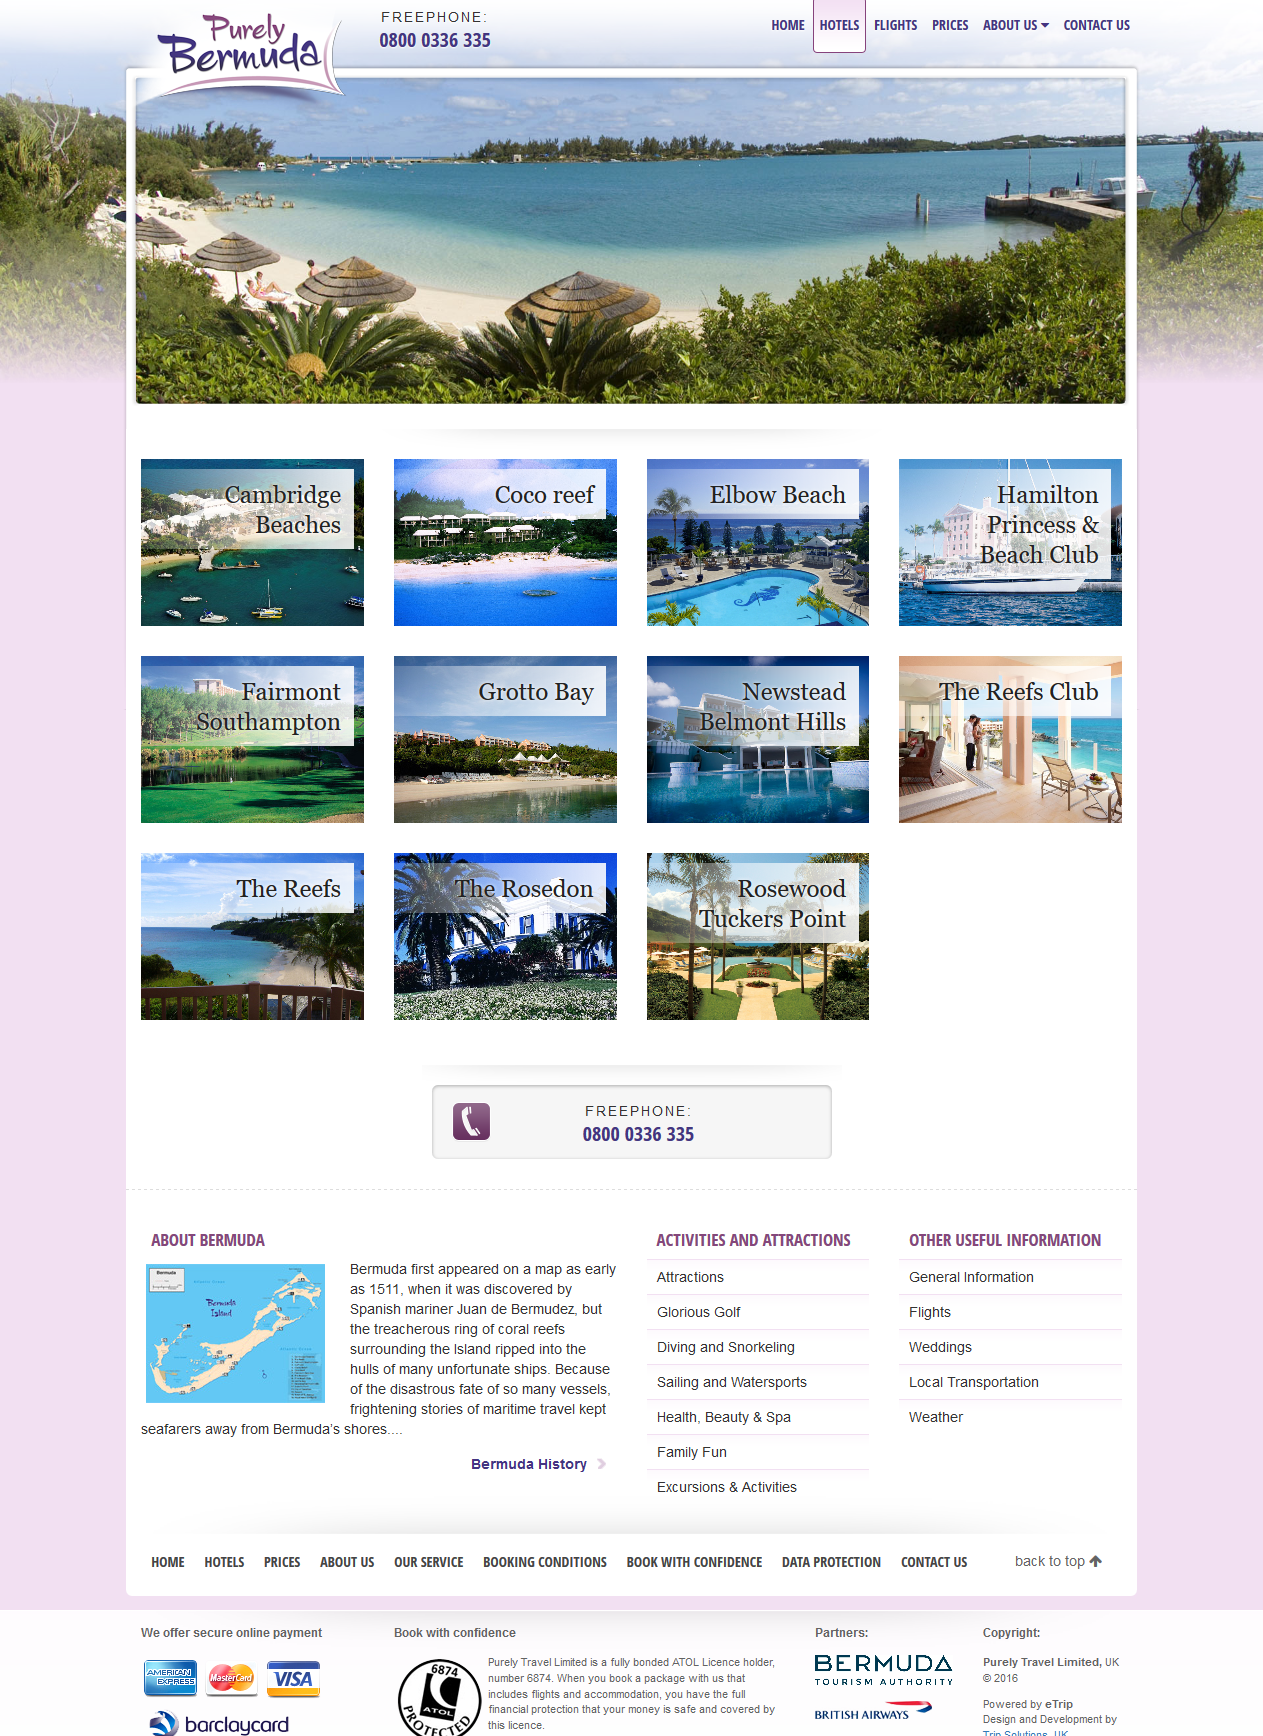 Purely
Bermuda
FREEPHONE:
0800 0336 335
HOME HOTELS FLIGHTS PRICES ABOUT US CONTACT US
Cambridge
Beaches
Coco reef
Elbow Beach
Hamilton
Princess &
Beach Club
Fairmont
Southampton
Grotto Bay
Newstead
Belmont Hills
The Reefs Club
The Reefs
The Rosedon
Rosewood
Tuckers Point
FREEPHONE:
0800 0336 335
ABOUT BERMUDA
Bermuda
Bermuda
Island
Bermuda first appeared on a map as early
as 1511, when it was discovered by
Spanish mariner Juan de Bermudez, but
the treacherous ring of coral reefs
surrounding the Island ripped into the
hulls of many unfortunate ships. Because
of the disastrous fate of so many vessels,
frightening stories of maritime travel kept
seafarers away from Bermuda's shores....
Bermuda History
ACTIVITIES AND ATTRACTIONS
Attractions
Glorious Golf
Diving and Snorkeling
Sailing and Watersports
Health, Beauty & Spa
Family Fun
Excursions & Activities
OTHER USEFUL INFORMATION
General Information
Flights
Weddings
Local Transportation
Weather
HOME HOTELS PRICES ABOUT US OUR SERVICE BOOKING CONDITIONS BOOK WITH CONFIDENCE DATA PROTECTION CONTACT US back to top
We offer secure online payment
AMERICAN
EXPRESS
MasterCard
VISA
barclaycard
Book with confidence
6874
ATOL
PROTECTED
Purely Travel Limited is a fully bonded ATOL Licence holder,
number 6874. When you book a package with us that
includes flights and accommodation, you have the full
financial protection that your money is safe and covered by
this licence.
Partners:
BERMUDA
TOURISM AUTHORITY
BRITISH AIRWAYS
Copyright:
Purely Travel Limited, UK
© 2016
Powered by eTrip
Design and Development by
Trip Solutions, UK